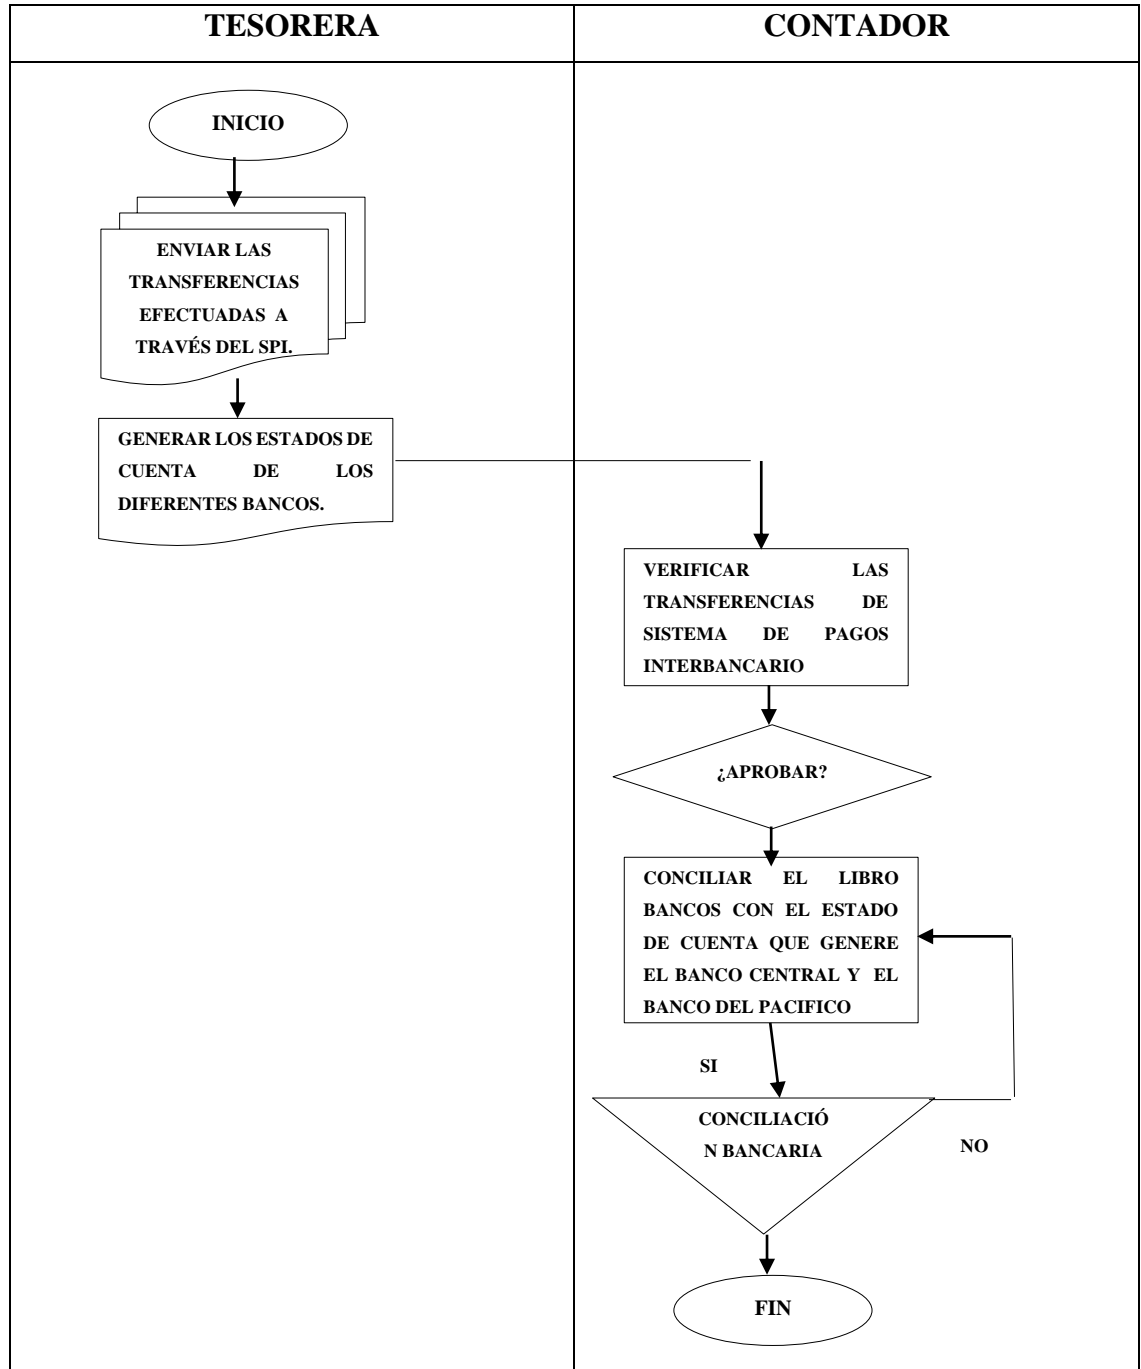 TESORERA
CONTADOR
INICIO
ENVIAR LAS
TRANSFERENCIAS
EFECTUADAS A
TRAVÉS DEL SPI.
GENERAR LOS ESTADOS DE
CUENTA DE LOS
DIFERENTES BANCOS.
VERIFICAR LAS
TRANSFERENCIAS DE
SISTEMA DE PAGOS
INTERBANCARIO
¿APROBAR?
CONCILIAR EL LIBRO
BANCOS CON EL ESTADO
DE CUENTA QUE GENERE
EL BANCO CENTRAL Y EL
BANCO DEL PACIFICO
SI
CONCILIACIÓ
N BANCARIA
NO
FIN